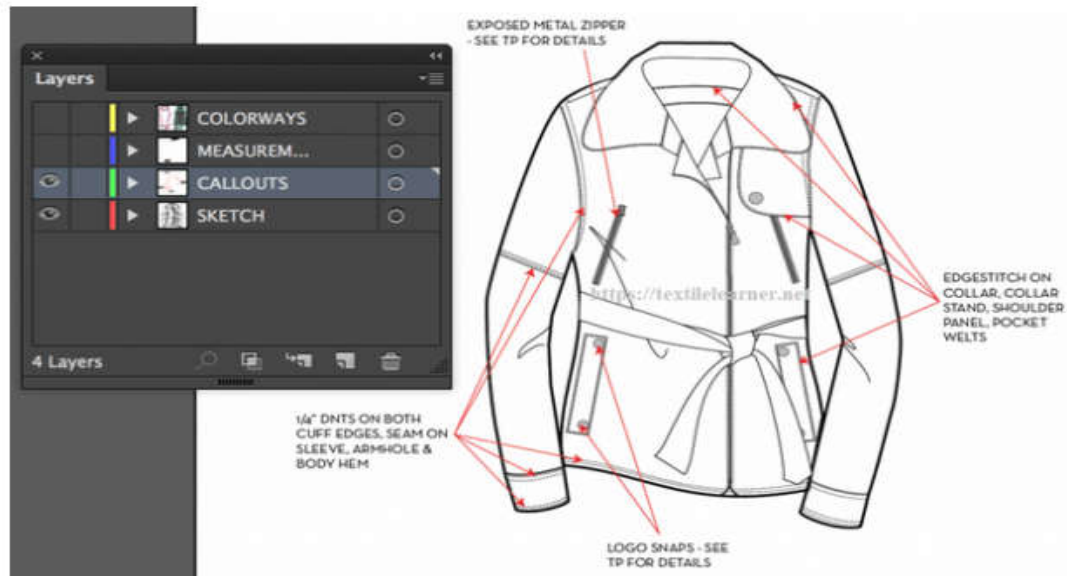 EXPOSED METAL ZIPPER
- SEE TP FOR DETAILS
Layers
COLORWAYS
MEASUREM...
CALLOUTS
SKETCH
4 Layers
https://textilelearner.net
EDGESTITCH ON
COLLAR, COLLAR
STAND, SHOULDER
PANEL, POCKET
WELTS
1/4" DNTS ON BOTH
CUFF EDGES, SEAM ON
SLEEVE, ARMHOLE &
BODY HEM
LOGO SNAPS - SEE
TP FOR DETAILS